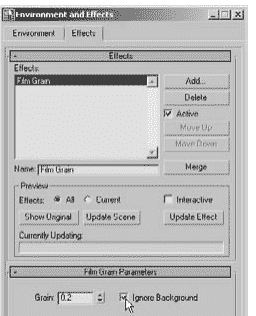 Environment and Effects
Environment Effects
- Effects
Effects:
Film Grain
Add...
Delete
Active
Move Up
Move Down
Name: Film Grain
Merge
Preview
Effects: All Current Interactive
Show Original Update Scene Update Effect
Currently Updating:
- Film Grain Parameters
Grain: 0.2 Ignore Background